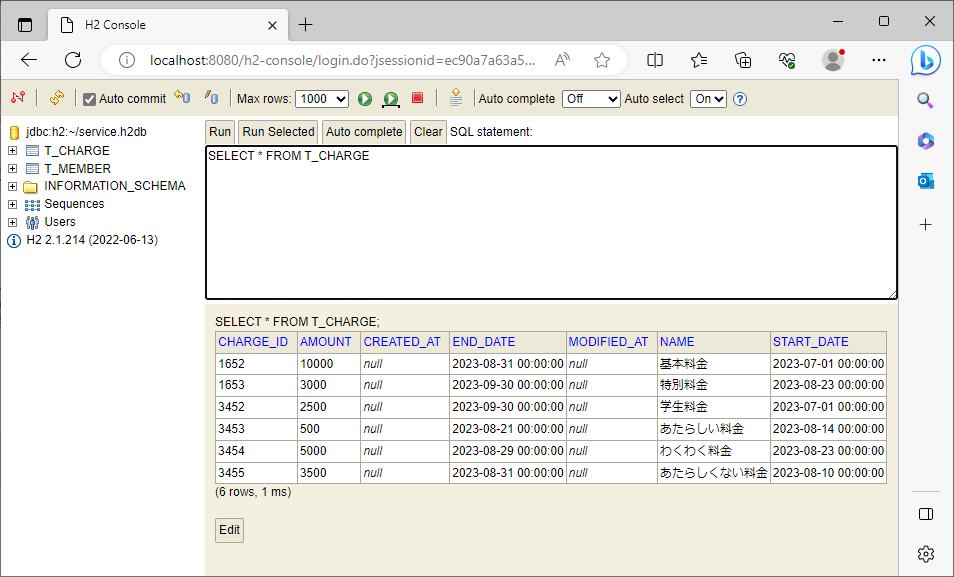 H2 Console
localhost:8080/h2-console/login.do?jsessionid=ec90a7a63a5...
Auto commit Max rows: 1000 Auto complete Off Auto select On
jdbc:h2:~/service.h2db
T_CHARGE
T_MEMBER
INFORMATION_SCHEMA
Sequences
Users
H2 2.1.214 (2022-06-13)
Run Run Selected Auto complete Clear SQL statement:
SELECT * FROM T_CHARGE
SELECT * FROM T_CHARGE;
CHARGE_ID AMOUNT CREATED_AT END_DATE MODIFIED_AT NAME START_DATE
1652 10000 null 2023-08-31 00:00:00 null 基本料金 2023-07-01 00:00:00
1653 3000 null 2023-09-30 00:00:00 null 特別料金 2023-08-23 00:00:00
3452 2500 null 2023-09-30 00:00:00 null 学生料金 2023-07-01 00:00:00
3453 500 null 2023-08-21 00:00:00 null あたらしい料金 2023-08-14 00:00:00
3454 5000 null 2023-08-29 00:00:00 null わくわく料金 2023-08-23 00:00:00
3455 3500 null 2023-08-31 00:00:00 null あたらしくない料金 2023-08-10 00:00:00
(6 rows, 1 ms)
Edit